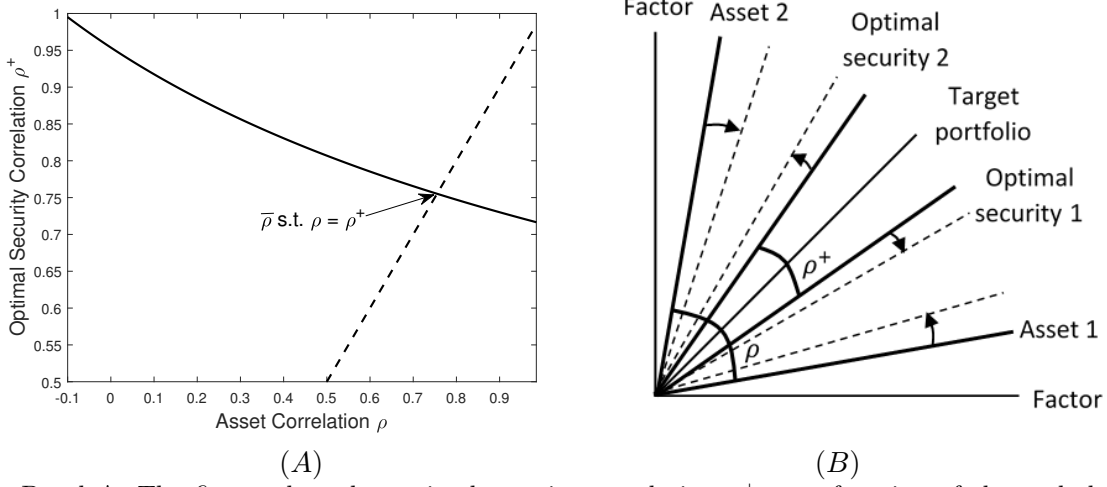 1
0.95
0.9
0.85
0.8
0.75
0.7
0.65
0.6
0.55
0.5
-0.1 0 0.1 0.2 0.3 0.4 0.5 0.6 0.7 0.8 0.9
Optimal Security Correlation ρ⁺
Asset Correlation ρ
ρ̅ s.t. ρ = ρ⁺
(A)
Factor
Asset 2
Optimal
security 2
Target
portfolio
Optimal
security 1
ρ⁺
ρ
Asset 1
Factor
(B)